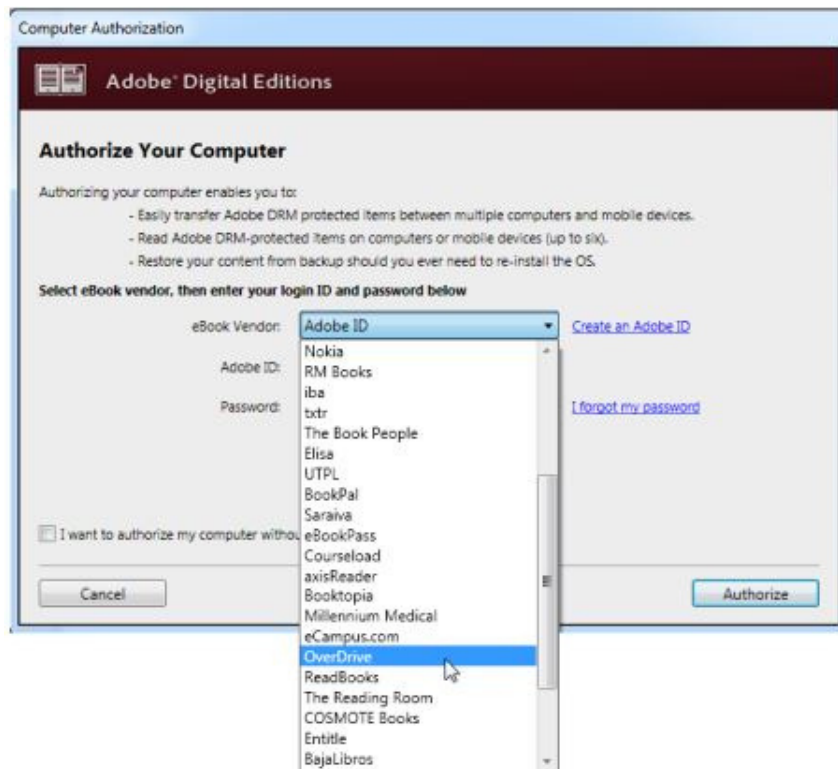 Computer Authorization
Adobe® Digital Editions
Authorize Your Computer
Authorizing your computer enables you to:
- Easily transfer Adobe DRM protected items between multiple computers and mobile devices.
- Read Adobe DRM-protected items on computers or mobile devices (up to six).
- Restore your content from backup should you ever need to re-install the OS.
Select eBook vendor, then enter your login ID and password below
eBook Vendor: Adobe ID Create an Adobe ID
Nokia
Adobe ID:
RM Books
iba
Password: I forgot my password
txtr
The Book People
Elisa
UTPL
BookPal
Saraiva
I want to authorize my computer withou
eBookPass
Courseload
axisReader
Cancel
Booktopia
Authorize
Millennium Medical
eCampus.com
OverDrive
ReadBooks
The Reading Room
COSMOTE Books
Entitle
BajaLibros